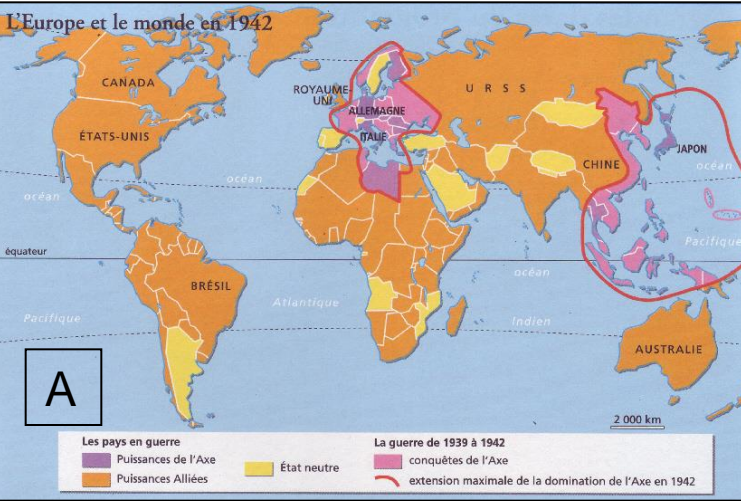 L'Europe et le monde en 1942
CANADA
ROYAUME-
UNI
U R S S
ALLEMAGNE
ÉTATS-UNIS
ITALIE
CHINE
JAPON
océan
océan
océan
Pacifique
équateur
océan
BRÉSIL
Pacifique
Atlantique
Indien
AUSTRALIE
A
2 000 km
Les pays en guerre
Puissances de l'Axe
Puissances Alliées
État neutre
La guerre de 1939 à 1942
conquêtes de l'Axe
extension maximale de la domination de l'Axe en 1942